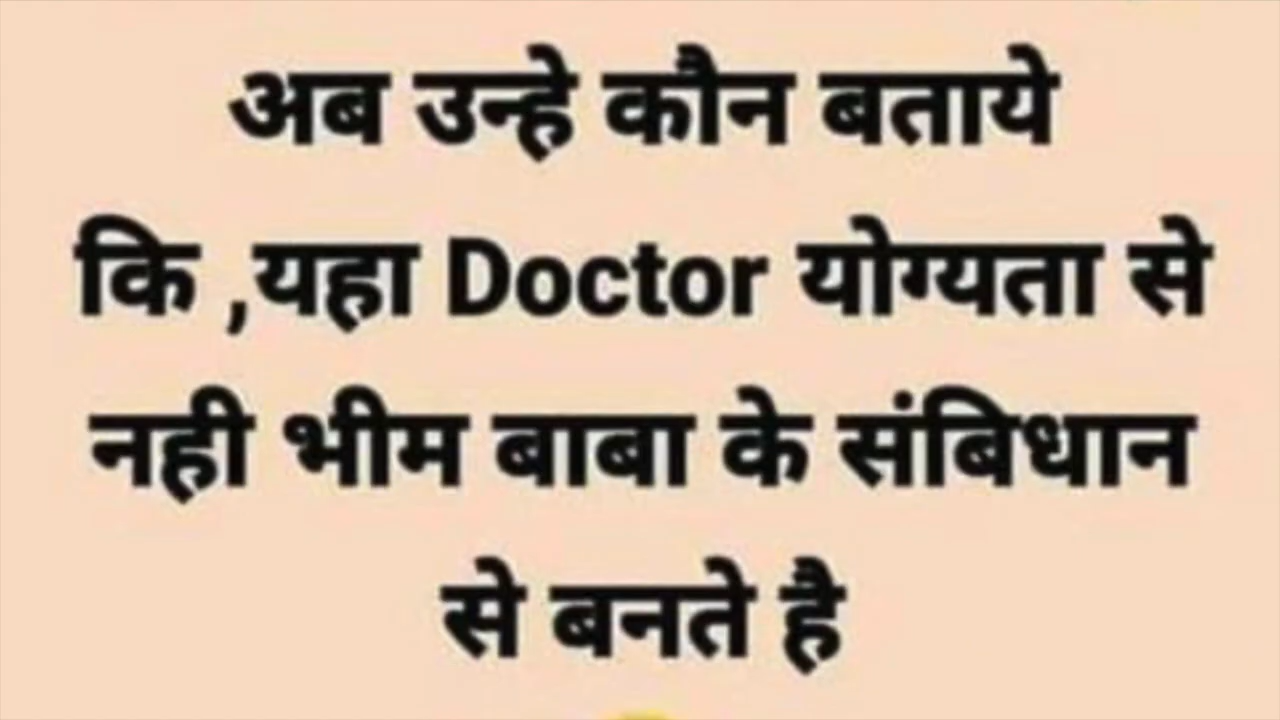 अब उन्हे कौन बताये
कि ,यहा Doctor योग्यता से
नही भीम बाबा के संबिधान
से बनते है